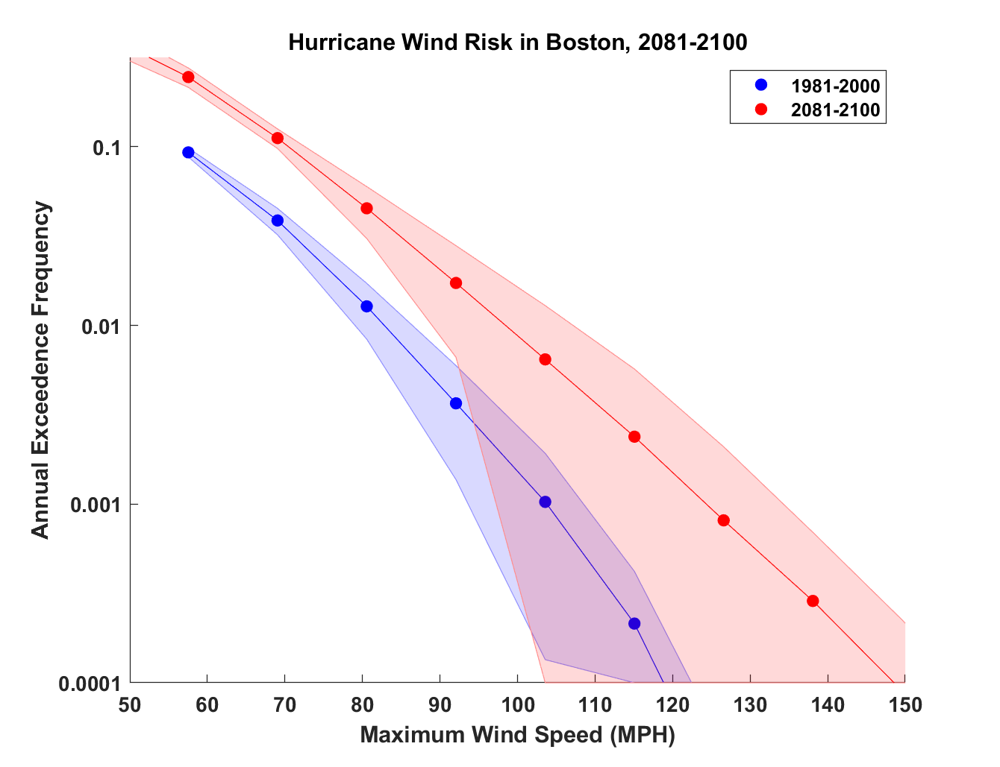 Hurricane Wind Risk in Boston, 2081-2100
1981-2000
2081-2100
0.1
0.01
0.001
0.0001
Annual Exceedence Frequency
50 60 70 80 90 100 110 120 130 140 150
Maximum Wind Speed (MPH)